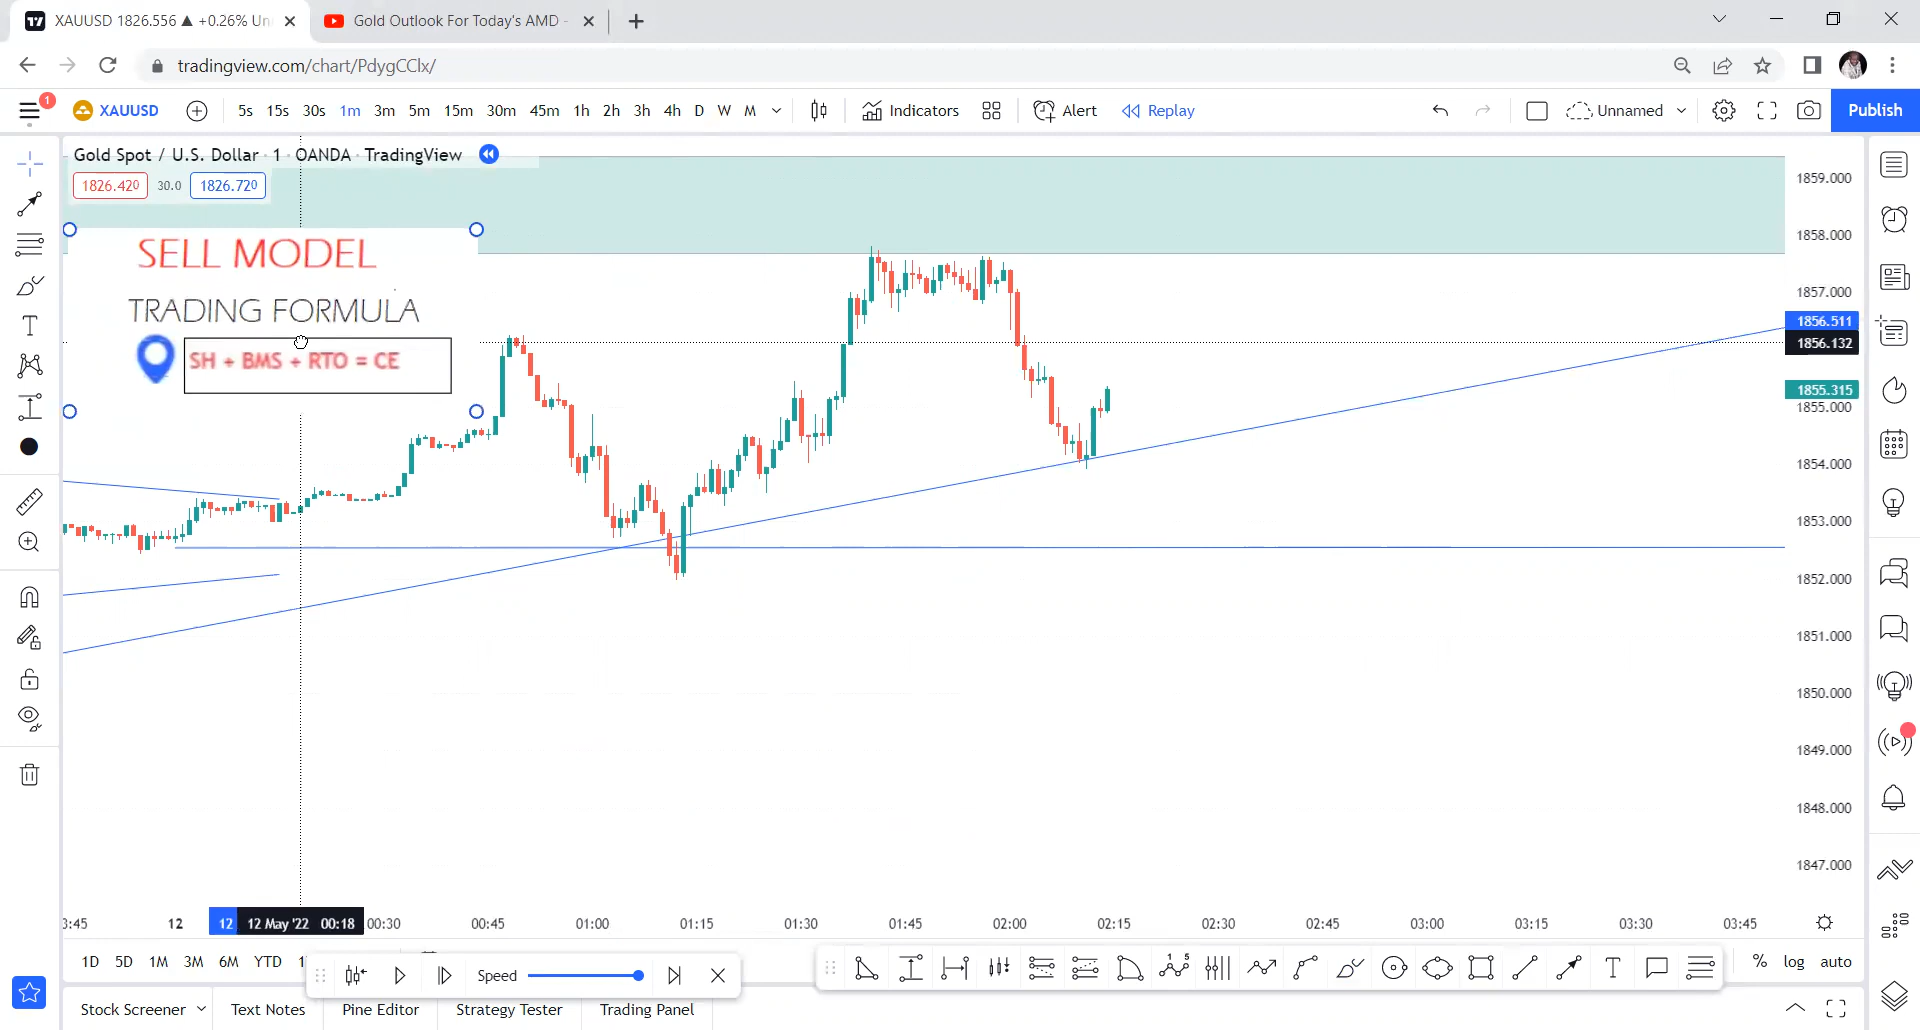 XAUUSD 1826.556 ▲ +0.26% Un
Gold Outlook For Today's AMD -
tradingview.com/chart/PdygCClx/
1
XAUUSD
5s 15s 30s 1m 3m 5m 15m 30m 45m 1h 2h 3h 4h D W M
Indicators
Alert
Replay
Unnamed
Publish
Gold Spot / U.S. Dollar · 1 · OANDA · TradingView
1826.420 30.0 1826.720
SELL MODEL
TRADING FORMULA
SH + BMS + RTO = CE
1859.000
1858.000
1857.000
1856.511
1856.132
1855.315
1855.000
1854.000
1853.000
1852.000
1851.000
1850.000
1849.000
1848.000
1847.000
3:45 12 12 12 May '22 00:18 00:30 00:45 01:00 01:15 01:30 01:45 02:00 02:15 02:30 02:45 03:00 03:15 03:30 03:45
1D 5D 1M 3M 6M YTD 1
Speed
1 5
% log auto
Stock Screener Text Notes Pine Editor Strategy Tester Trading Panel